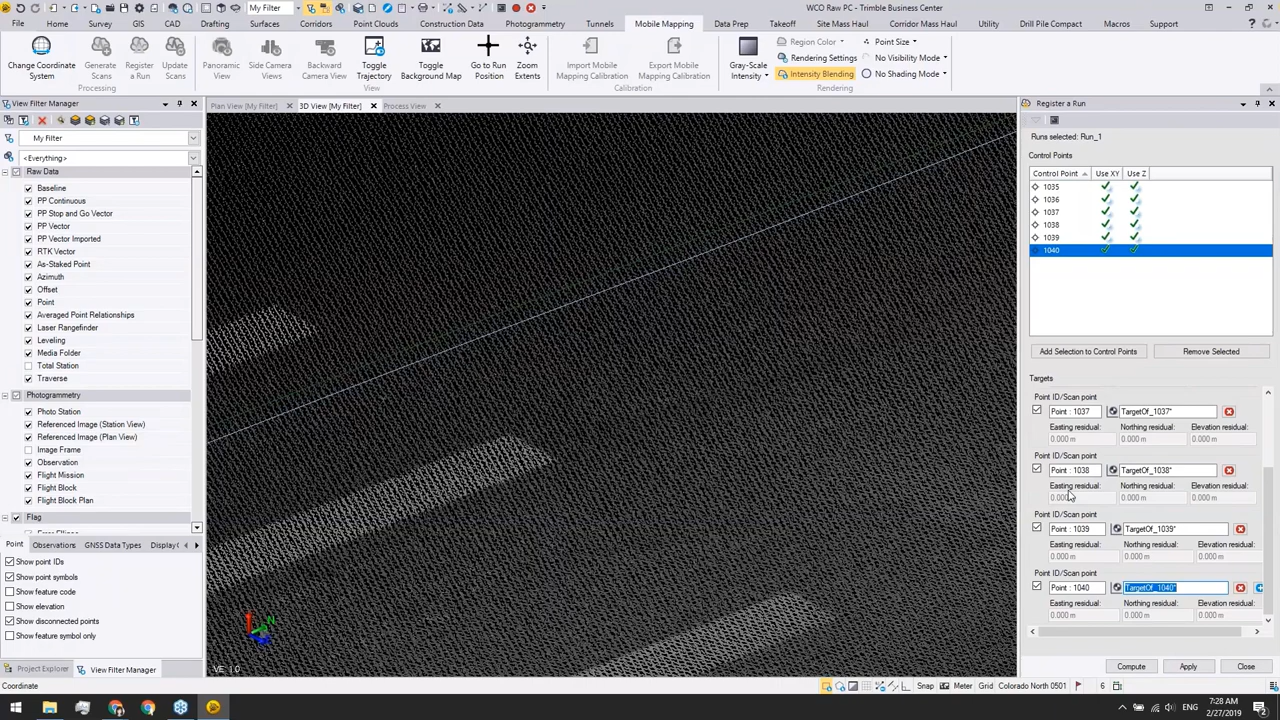 My Filter
WCO Raw PC - Trimble Business Center
File
Home
Survey
GIS
CAD
Drafting
Surfaces
Corridors
Point Clouds
Construction Data
Photogrammetry
Tunnels
Mobile Mapping
Data Prep
Takeoff
Site Mass Haul
Corridor Mass Haul
Utility
Drill Pile Compact
Macros
Support
Change Coordinate System
Generate Scans
Register a Run
Update Scans
Panoramic View
Side Camera Views
Backward Camera View
Toggle Trajectory
Toggle Background Map
Go to Run Position
Zoom Extents
Import Mobile Mapping Calibration
Export Mobile Mapping Calibration
Gray-Scale Intensity
Region Color
Rendering Settings
Intensity Blending
Point Size
No Visibility Mode
No Shading Mode
Processing
View
Calibration
Rendering
View Filter Manager
Plan View [My Filter]
3D View [My Filter]
Process View
My Filter
<Everything>
Raw Data
Baseline
PP Continuous
PP Stop and Go Vector
PP Vector
PP Vector Imported
RTK Vector
As-Staked Point
Azimuth
Offset
Point
Averaged Point Relationships
Laser Rangefinder
Leveling
Media Folder
Total Station
Traverse
Photogrammetry
Photo Station
Referenced Image (Station View)
Referenced Image (Plan View)
Image Frame
Observation
Flight Mission
Flight Block
Flight Block Plan
Flag
Error Ellipse
Point
Observations
GNSS Data Types
Display
Show point IDs
Show point symbols
Show feature code
Show elevation
Show disconnected points
Show feature symbol only
Project Explorer
View Filter Manager
N
VE: 1.0
Register a Run
Runs selected: Run_1
Control Points
Control Point Use XY Use Z
1035
1036
1037
1038
1039
1040
Add Selection to Control Points
Remove Selected
Targets
Point ID/Scan point
Point : 1037 TargetOf_1037*
Easting residual: Northing residual: Elevation residual:
0.000 m 0.000 m 0.000 m
Point ID/Scan point
Point : 1038 TargetOf_1038*
Easting residual: Northing residual: Elevation residual:
0.000 m 0.000 m 0.000 m
Point ID/Scan point
Point : 1039 TargetOf_1039*
Easting residual: Northing residual: Elevation residual:
0.000 m 0.000 m 0.000 m
Point ID/Scan point
Point : 1040 TargetOf_1040*
Easting residual: Northing residual: Elevation residual:
0.000 m 0.000 m 0.000 m
Compute
Apply
Close
Coordinate
Snap
Meter
Grid
Colorado North 0501
6
ENG
7:28 AM
2/27/2019